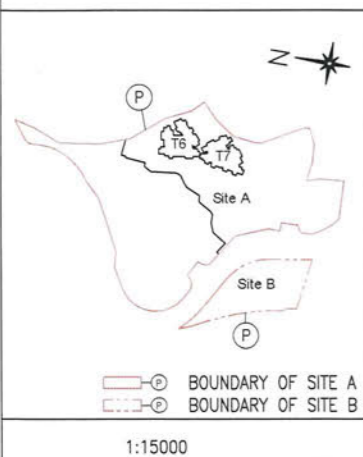 N
P
T6
T7
Site A
Site B
P
P BOUNDARY OF SITE A
P BOUNDARY OF SITE B
1:15000